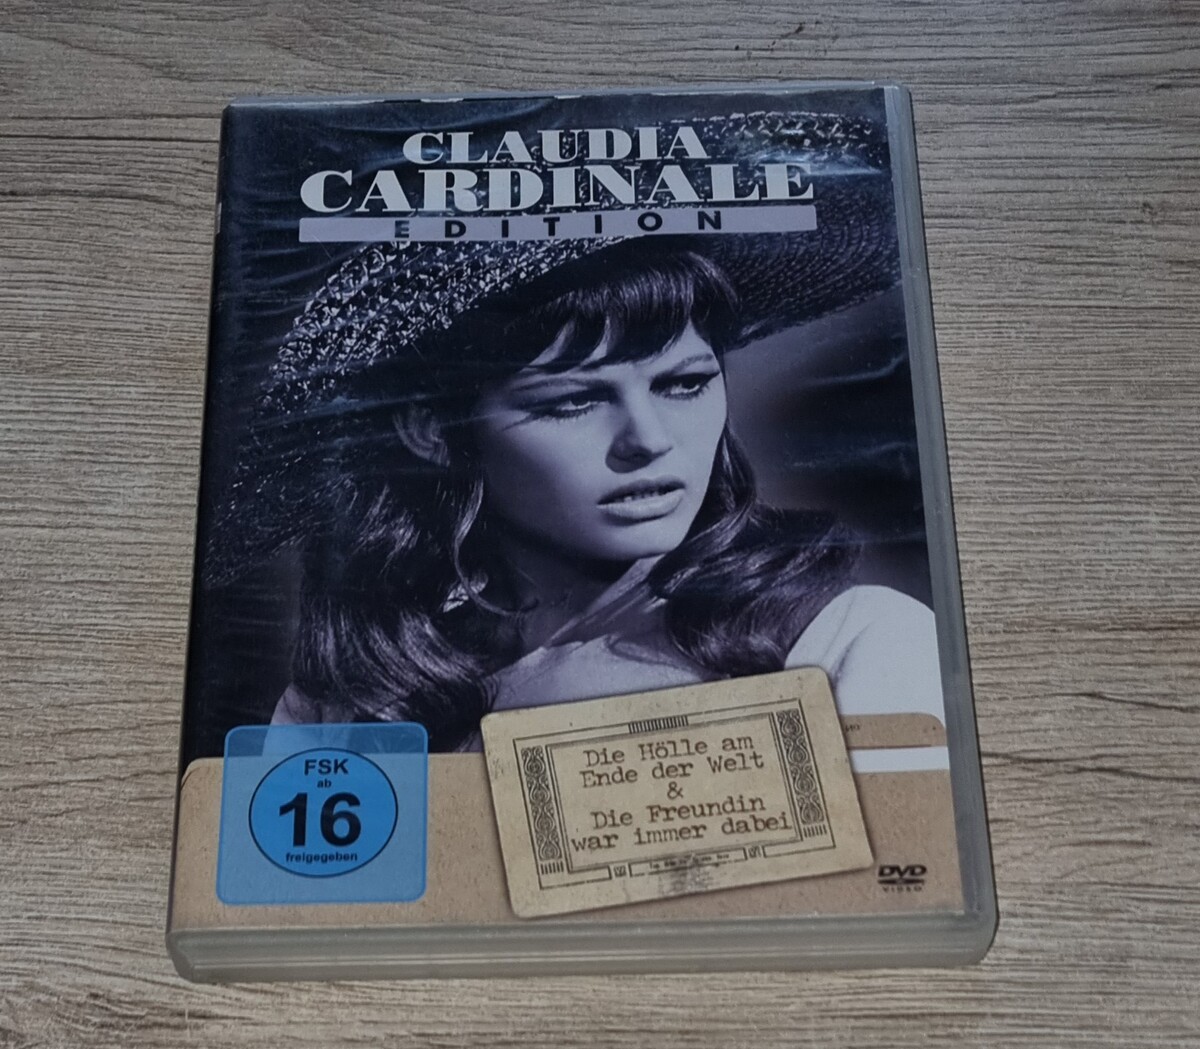 CLAUDIA
CARDINALE
EDITION
FSK
ab
16
freigegeben
Die Hölle am
Ende der Welt
&
Die Freundin
war immer dabei
DVD
VIDEO